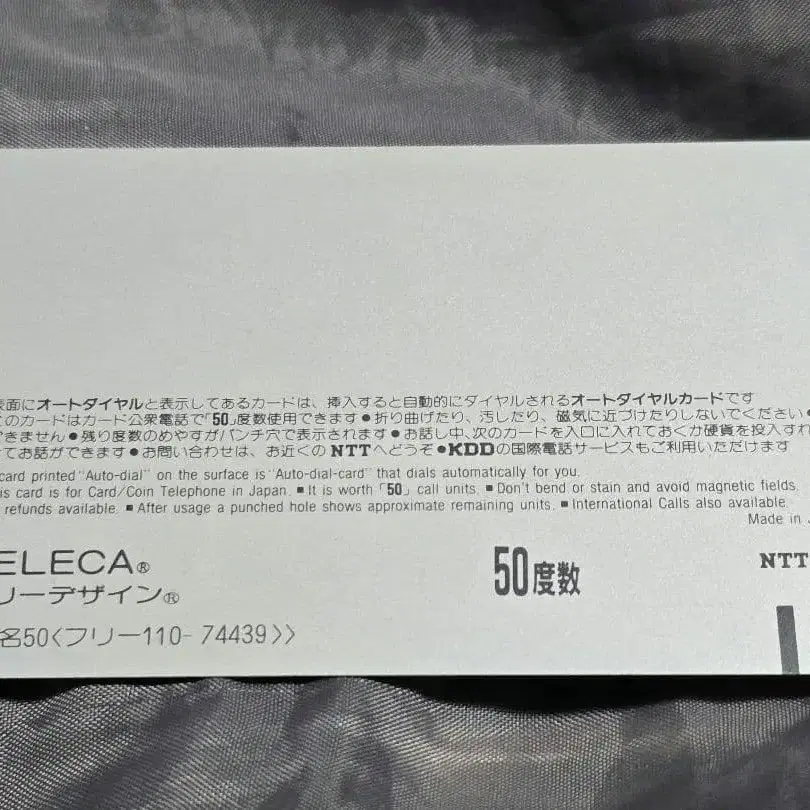 表面にオートダイヤルと表示してあるカードは、挿入すると自動的にダイヤルされるオートダイヤルカードです
のカードはカード公衆電話で「50」度数使用できます●折り曲げたり、汚したり、磁気に近づけたりしないでください●
できません●残り度数のめやすがパンチ穴で表示されます●お話し中、次のカードを入口に入れておくか硬貨を投入す
てお話ができます●お問い合わせは、お近くのNTTへどうぞ●KDDの国際電話サービスもご利用いただけます
card printed "Auto-dial" on the surface is "Auto-dial-card" that dials automatically for you.
is card is for Card/Coin Telephone in Japan. ■ It is worth「50」call units. ■ Don't bend or stain and avoid magnetic fields.
refunds available. ■ After usage a punched hole shows approximate remaining units. ■ International Calls also available.
Made in
ELECA®
リーデザイン®
50度数
NTT
名50〈フリー110-74439〉〉